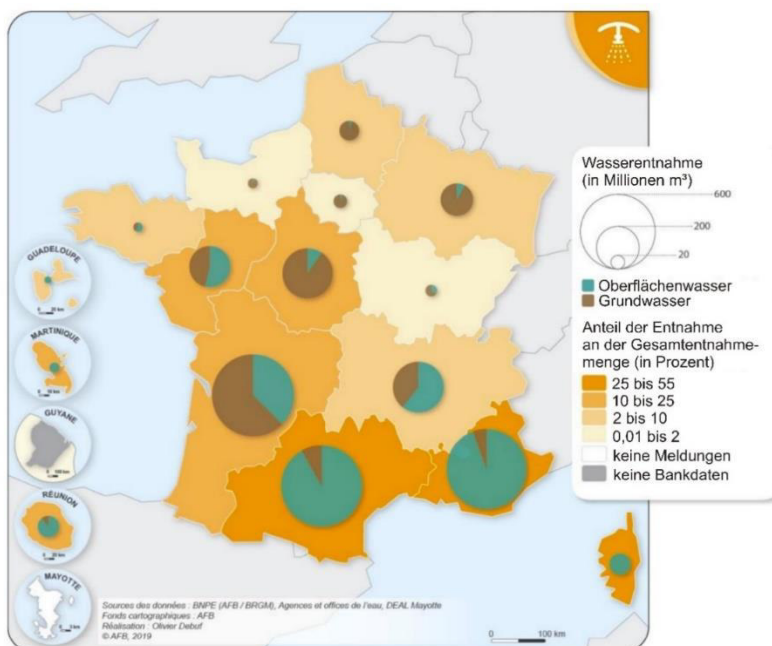 Wasserentnahme
(in Millionen m³)
600
200
20
Oberflächenwasser
Grundwasser
Anteil der Entnahme
an der Gesamtentnahme-
menge (in Prozent)
25 bis 55
10 bis 25
2 bis 10
0,01 bis 2
keine Meldungen
keine Bankdaten
GUADELOUPE
MARTINIQUE
GUYANE
RÉUNION
MAYOTTE
Sources des données : BNPE (AFB / BRGM), Agences et offices de l'eau, DEAL Mayotte
Fonds cartographiques : AFB
Réalisation : Olivier Debuf
© AFB, 2019
0 100 km